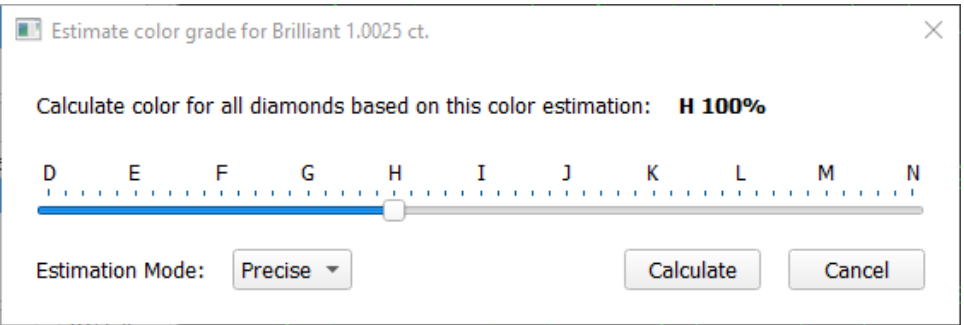 Estimate color grade for Brilliant 1.0025 ct.
Calculate color for all diamonds based on this color estimation: H 100%
D E F G H I J K L M N
Estimation Mode: Precise Calculate Cancel